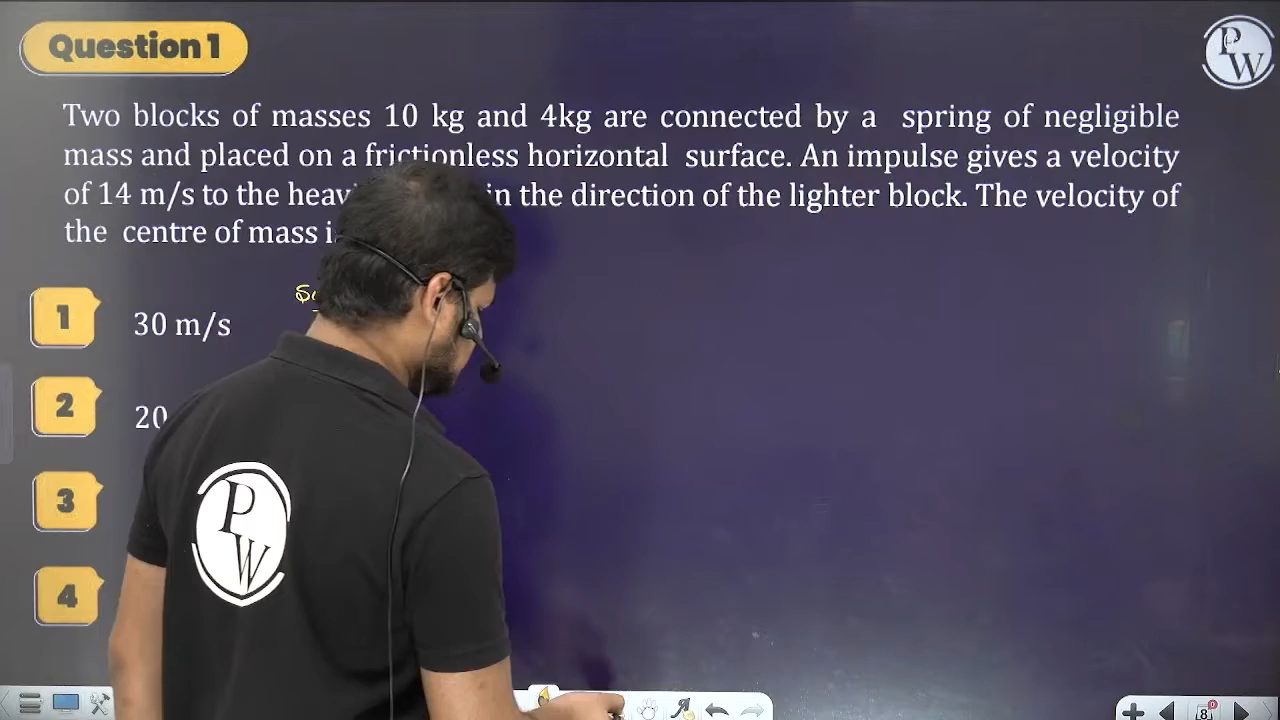 Question 1
PW
Two blocks of masses 10 kg and 4kg are connected by a spring of negligible
mass and placed on a frictionless horizontal surface. An impulse gives a velocity
of 14 m/s to the in the direction of the lighter block. The velocity of
the centre of mass
1
30 m/s
2
20
3
4
PW